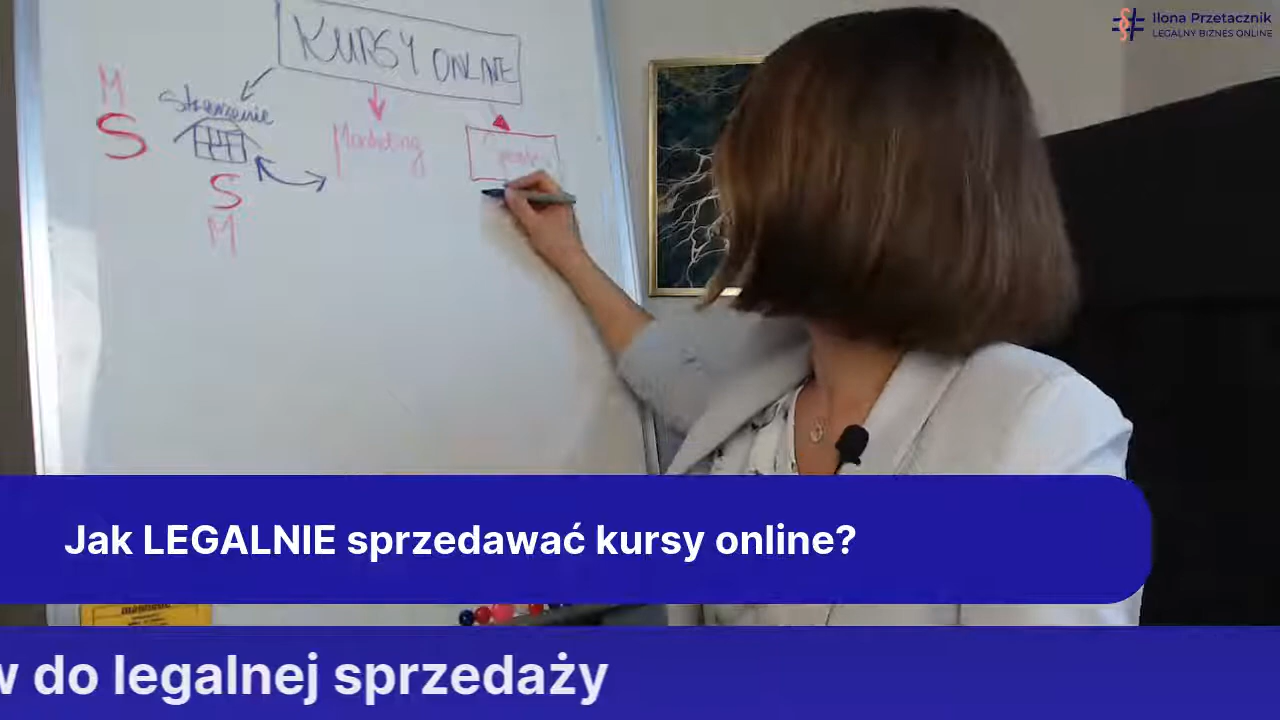 Ilona Przetacznik
LEGALNY BIZNES ONLINE
KURSY ONLINE
M
S
Marketing
S
M
Jak LEGALNIE sprzedawać kursy online?
w do legalnej sprzedaży